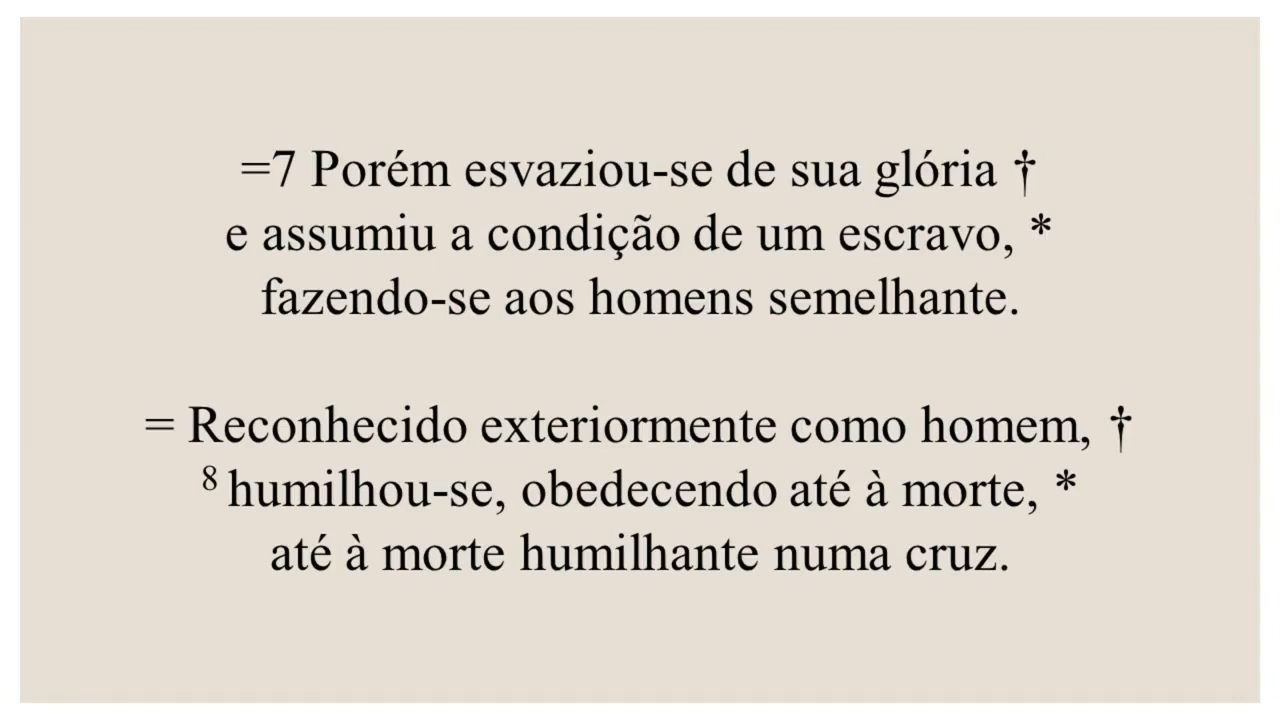 =7 Porém esvaziou-se de sua glória †
e assumiu a condição de um escravo, *
fazendo-se aos homens semelhante.
= Reconhecido exteriormente como homem, †
⁸ humilhou-se, obedecendo até à morte, *
até à morte humilhante numa cruz.